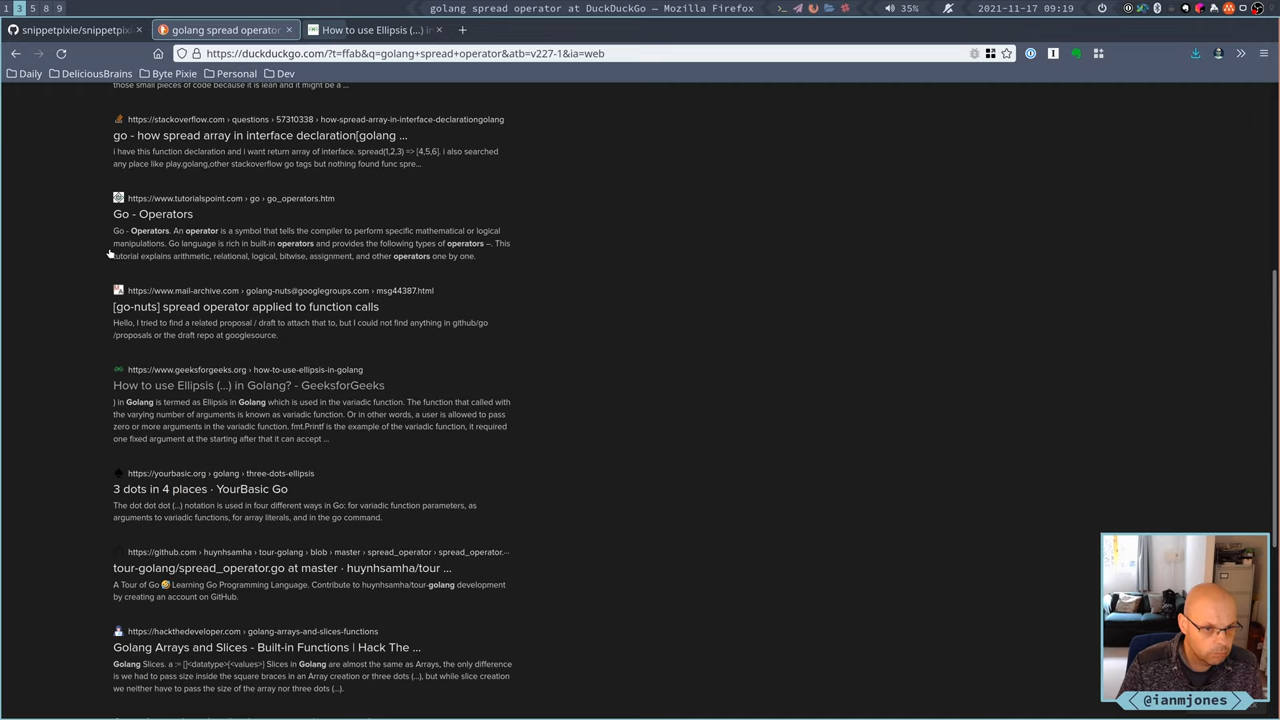 1 3 5 8 9
golang spread operator at DuckDuckGo — Mozilla Firefox
35%
2021-11-17 | 09:19
snippetpixie/snippetpix
golang spread operator
How to use Ellipsis (...) in
https://duckduckgo.com/?t=ffab&q=golang+spread+operator&atb=v227-1&ia=web
Daily
DeliciousBrains
Byte Pixie
Personal
Dev
those small pieces of code because it is lean and it might be a ...
https://stackoverflow.com › questions › 57310338 › how-spread-array-in-interface-declarationgolang
go - how spread array in interface declaration[golang ...
i have this function declaration and i want return array of interface. spread(1,2,3) => [4,5,6]. i also searched
any place like play.golang,other stackoverflow go tags but nothing found func spre...
https://www.tutorialspoint.com › go › go_operators.htm
Go - Operators
Go - Operators. An operator is a symbol that tells the compiler to perform specific mathematical or logical
manipulations. Go language is rich in built-in operators and provides the following types of operators –. This
tutorial explains arithmetic, relational, logical, bitwise, assignment, and other operators one by one.
https://www.mail-archive.com › golang-nuts@googlegroups.com › msg44387.html
[go-nuts] spread operator applied to function calls
Hello, I tried to find a related proposal / draft to attach that to, but I could not find anything in github/go
/proposals or the draft repo at googlesource.
https://www.geeksforgeeks.org › how-to-use-ellipsis-in-golang
How to use Ellipsis (...) in Golang? - GeeksforGeeks
) in Golang is termed as Ellipsis in Golang which is used in the variadic function. The function that called with
the varying number of arguments is known as variadic function. Or in other words, a user is allowed to pass
zero or more arguments in the variadic function. fmt.Printf is the example of the variadic function, it required
one fixed argument at the starting after that it can accept ...
https://yourbasic.org › golang › three-dots-ellipsis
3 dots in 4 places · YourBasic Go
The dot dot dot (...) notation is used in four different ways in Go: for variadic function parameters, as
arguments to variadic functions, for array literals, and in the go command.
https://github.com › huynhsamha › tour-golang › blob › master › spread_operator › spread_operator.···
tour-golang/spread_operator.go at master · huynhsamha/tour ...
A Tour of Go 🤣 Learning Go Programming Language. Contribute to huynhsamha/tour-golang development
by creating an account on GitHub.
https://hackthedeveloper.com › golang-arrays-and-slices-functions
Golang Arrays and Slices - Built-in Functions | Hack The ...
Golang Slices. a := []<datatype>{<values>} Slices in Golang are almost the same as Arrays, the only difference
is we had to pass size inside the square braces in an Array creation or three dots (...), but while slice creation
we neither have to pass the size of the array nor three dots (...).
@ianmjones